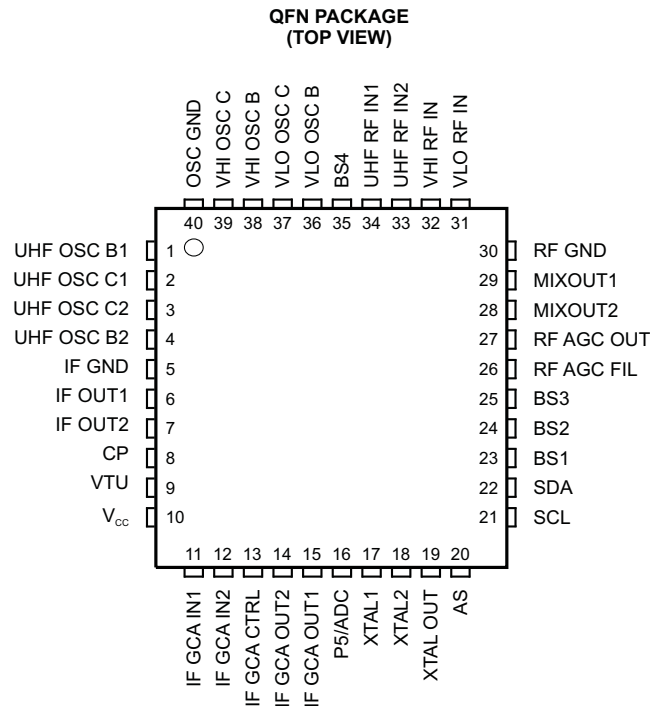 QFN PACKAGE
(TOP VIEW)
OSC GND
VHI OSC C
VHI OSC B
VLO OSC C
VLO OSC B
BS4
UHF RF IN1
UHF RF IN2
VHI RF IN
VLO RF IN
40 39 38 37 36 35 34 33 32 31
UHF OSC B1 1
UHF OSC C1 2
UHF OSC C2 3
UHF OSC B2 4
IF GND 5
IF OUT1 6
IF OUT2 7
CP 8
VTU 9
VCC 10
30 RF GND
29 MIXOUT1
28 MIXOUT2
27 RF AGC OUT
26 RF AGC FIL
25 BS3
24 BS2
23 BS1
22 SDA
21 SCL
11 12 13 14 15 16 17 18 19 20
IF GCA IN1
IF GCA IN2
IF GCA CTRL
IF GCA OUT2
IF GCA OUT1
P5/ADC
XTAL1
XTAL2
XTAL OUT
AS